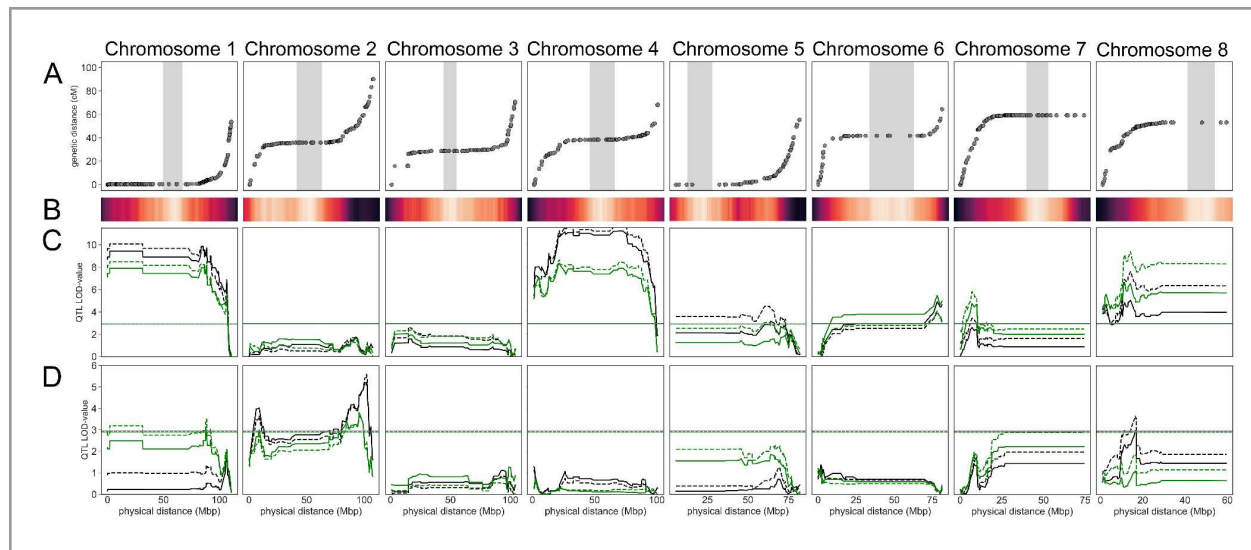 Chromosome 1 Chromosome 2 Chromosome 3 Chromosome 4 Chromosome 5 Chromosome 6 Chromosome 7 Chromosome 8
A
genetic distance (cM)
100
80
60
40
20
0
B
C
QTL LOD-value
10
8
6
4
2
0
D
QTL LOD-value
6
5
4
3
2
1
0
0 50 100 0 50 100 0 50 100 0 50 100 25 50 75 0 25 50 75 0 25 50 75 0 20 40 60
physical distance (Mbp) physical distance (Mbp) physical distance (Mbp) physical distance (Mbp) physical distance (Mbp) physical distance (Mbp) physical distance (Mbp) physical distance (Mbp)